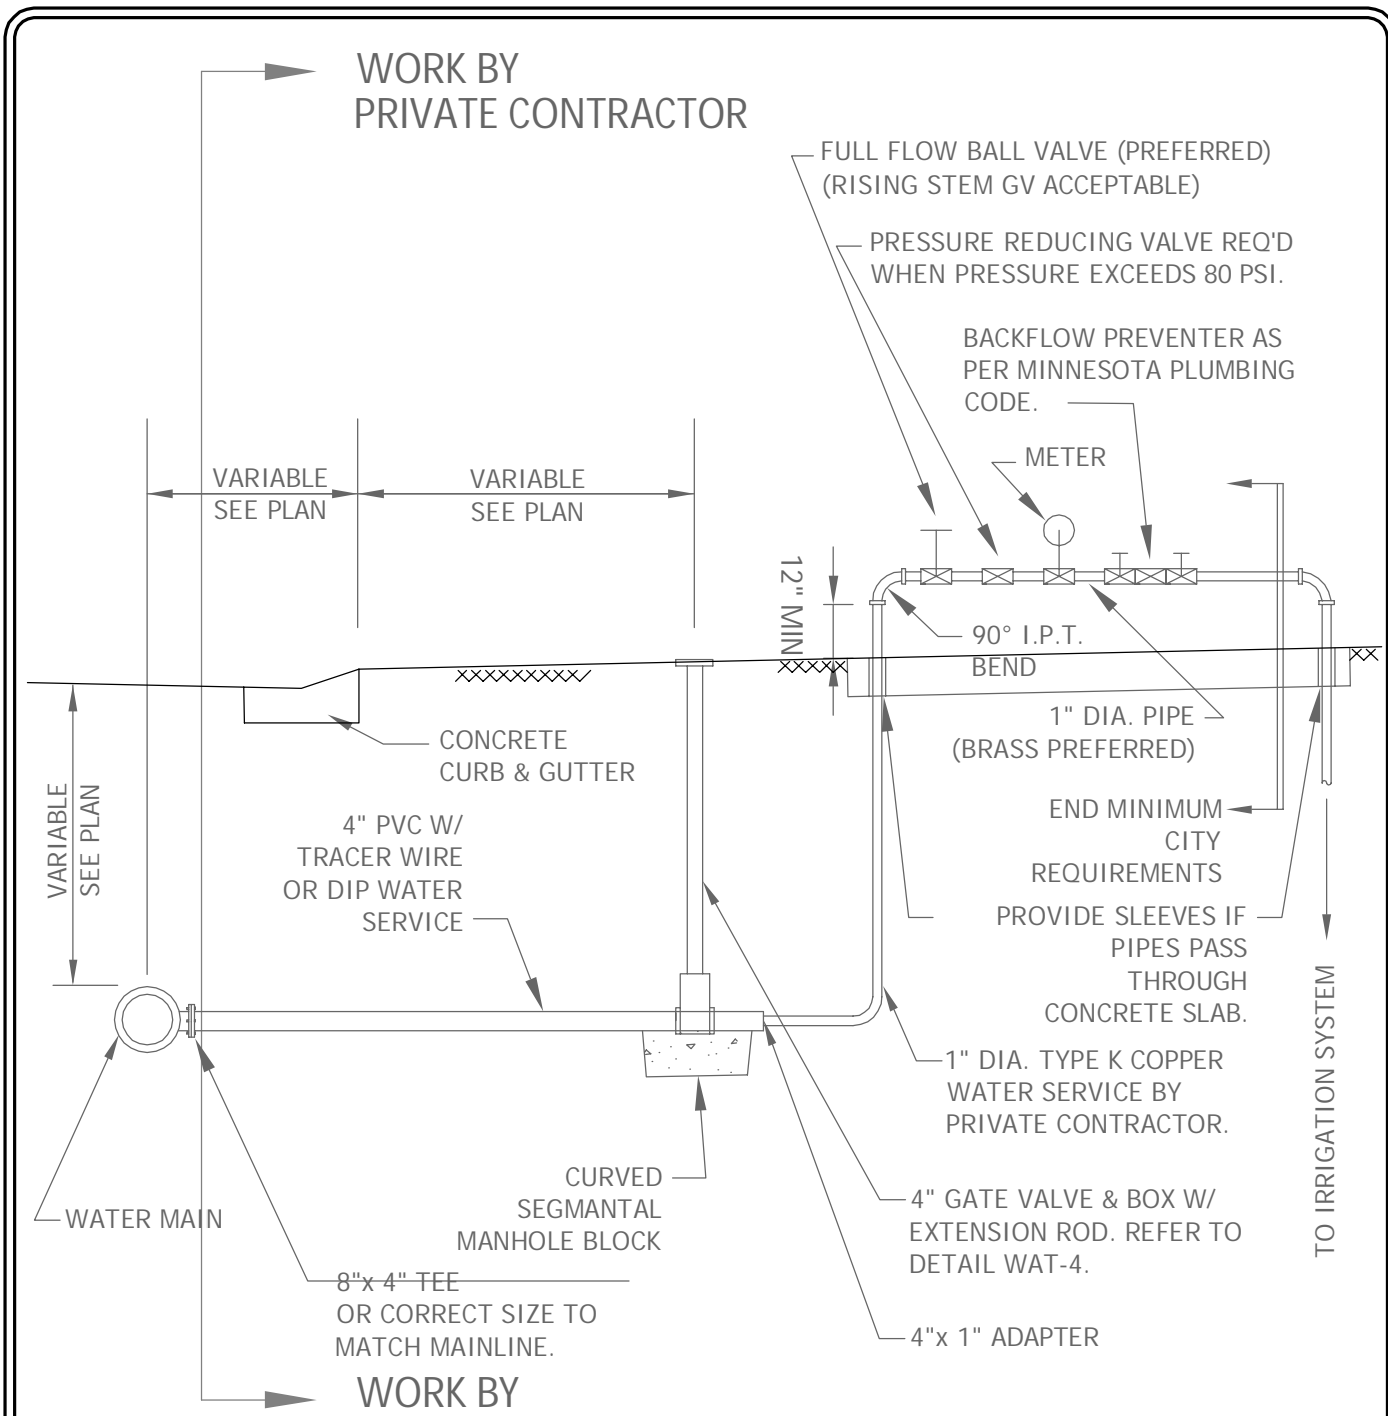 WORK BY
PRIVATE CONTRACTOR
FULL FLOW BALL VALVE (PREFERRED)
(RISING STEM GV ACCEPTABLE)
PRESSURE REDUCING VALVE REQ'D
WHEN PRESSURE EXCEEDS 80 PSI.
BACKFLOW PREVENTER AS
PER MINNESOTA PLUMBING
CODE.
METER
VARIABLE
SEE PLAN
VARIABLE
SEE PLAN
12" MIN
90° I.P.T.
BEND
1" DIA. PIPE
(BRASS PREFERRED)
CONCRETE
CURB & GUTTER
VARIABLE
SEE PLAN
4" PVC W/
TRACER WIRE
OR DIP WATER
SERVICE
END MINIMUM
CITY
REQUIREMENTS
PROVIDE SLEEVES IF
PIPES PASS
THROUGH
CONCRETE SLAB.
TO IRRIGATION SYSTEM
1" DIA. TYPE K COPPER
WATER SERVICE BY
PRIVATE CONTRACTOR.
CURVED
SEGMANTAL
MANHOLE BLOCK
4" GATE VALVE & BOX W/
EXTENSION ROD. REFER TO
DETAIL WAT-4.
WATER MAIN
8"x 4" TEE
OR CORRECT SIZE TO
MATCH MAINLINE.
4"x 1" ADAPTER
WORK BY